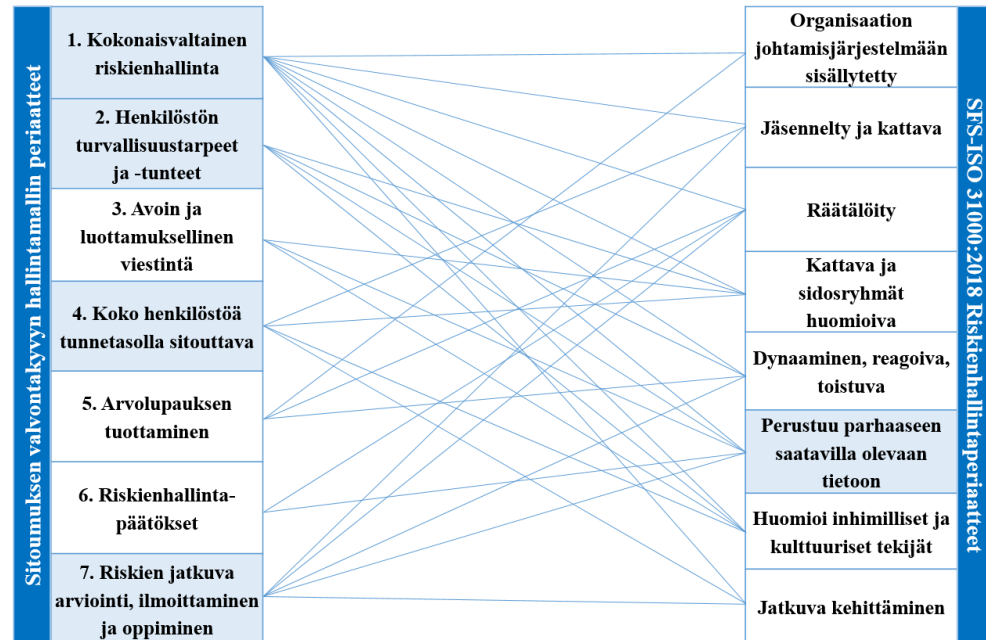 Sitoumuksen valvontakyvyn hallintamallin periaatteet
1. Kokonaisvaltainen
riskienhallinta
2. Henkilöstön
turvallisuustarpeet
ja -tunteet
3. Avoin ja
luottamuksellinen
viestintä
4. Koko henkilöstöä
tunnetasolla sitouttava
5. Arvolupauksen
tuottaminen
6. Riskienhallinta-
päätökset
7. Riskien jatkuva
arviointi, ilmoittaminen
ja oppiminen
Organisaation
johtamisjärjestelmään
sisällytetty
Jäsennelty ja kattava
Räätälöity
Kattava ja
sidosryhmät
huomioiva
Dynaaminen, reagoiva,
toistuva
Perustuu parhaaseen
saatavilla olevaan
tietoon
Huomioi inhimilliset ja
kulttuuriset tekijät
Jatkuva kehittäminen
SFS-ISO 31000:2018 Riskienhallintaperiaatteet